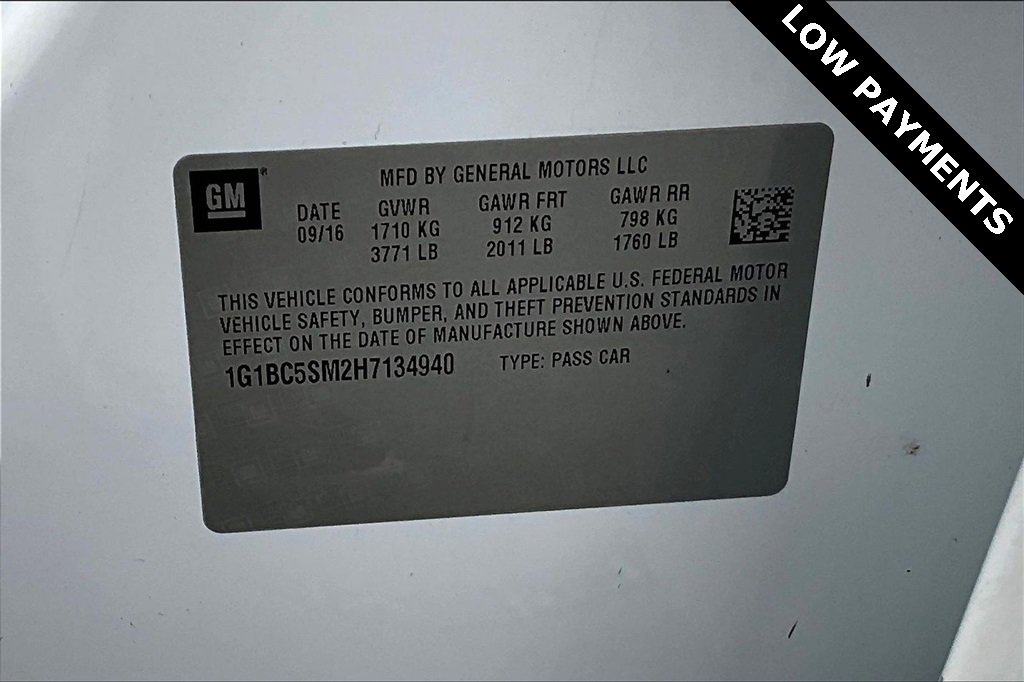 LOW PAYMENTS
GM ®
MFD BY GENERAL MOTORS LLC
DATE GVWR GAWR FRT GAWR RR
09/16 1710 KG 912 KG 798 KG
3771 LB 2011 LB 1760 LB
THIS VEHICLE CONFORMS TO ALL APPLICABLE U.S. FEDERAL MOTOR
VEHICLE SAFETY, BUMPER, AND THEFT PREVENTION STANDARDS IN
EFFECT ON THE DATE OF MANUFACTURE SHOWN ABOVE.
1G1BC5SM2H7134940 TYPE: PASS CAR